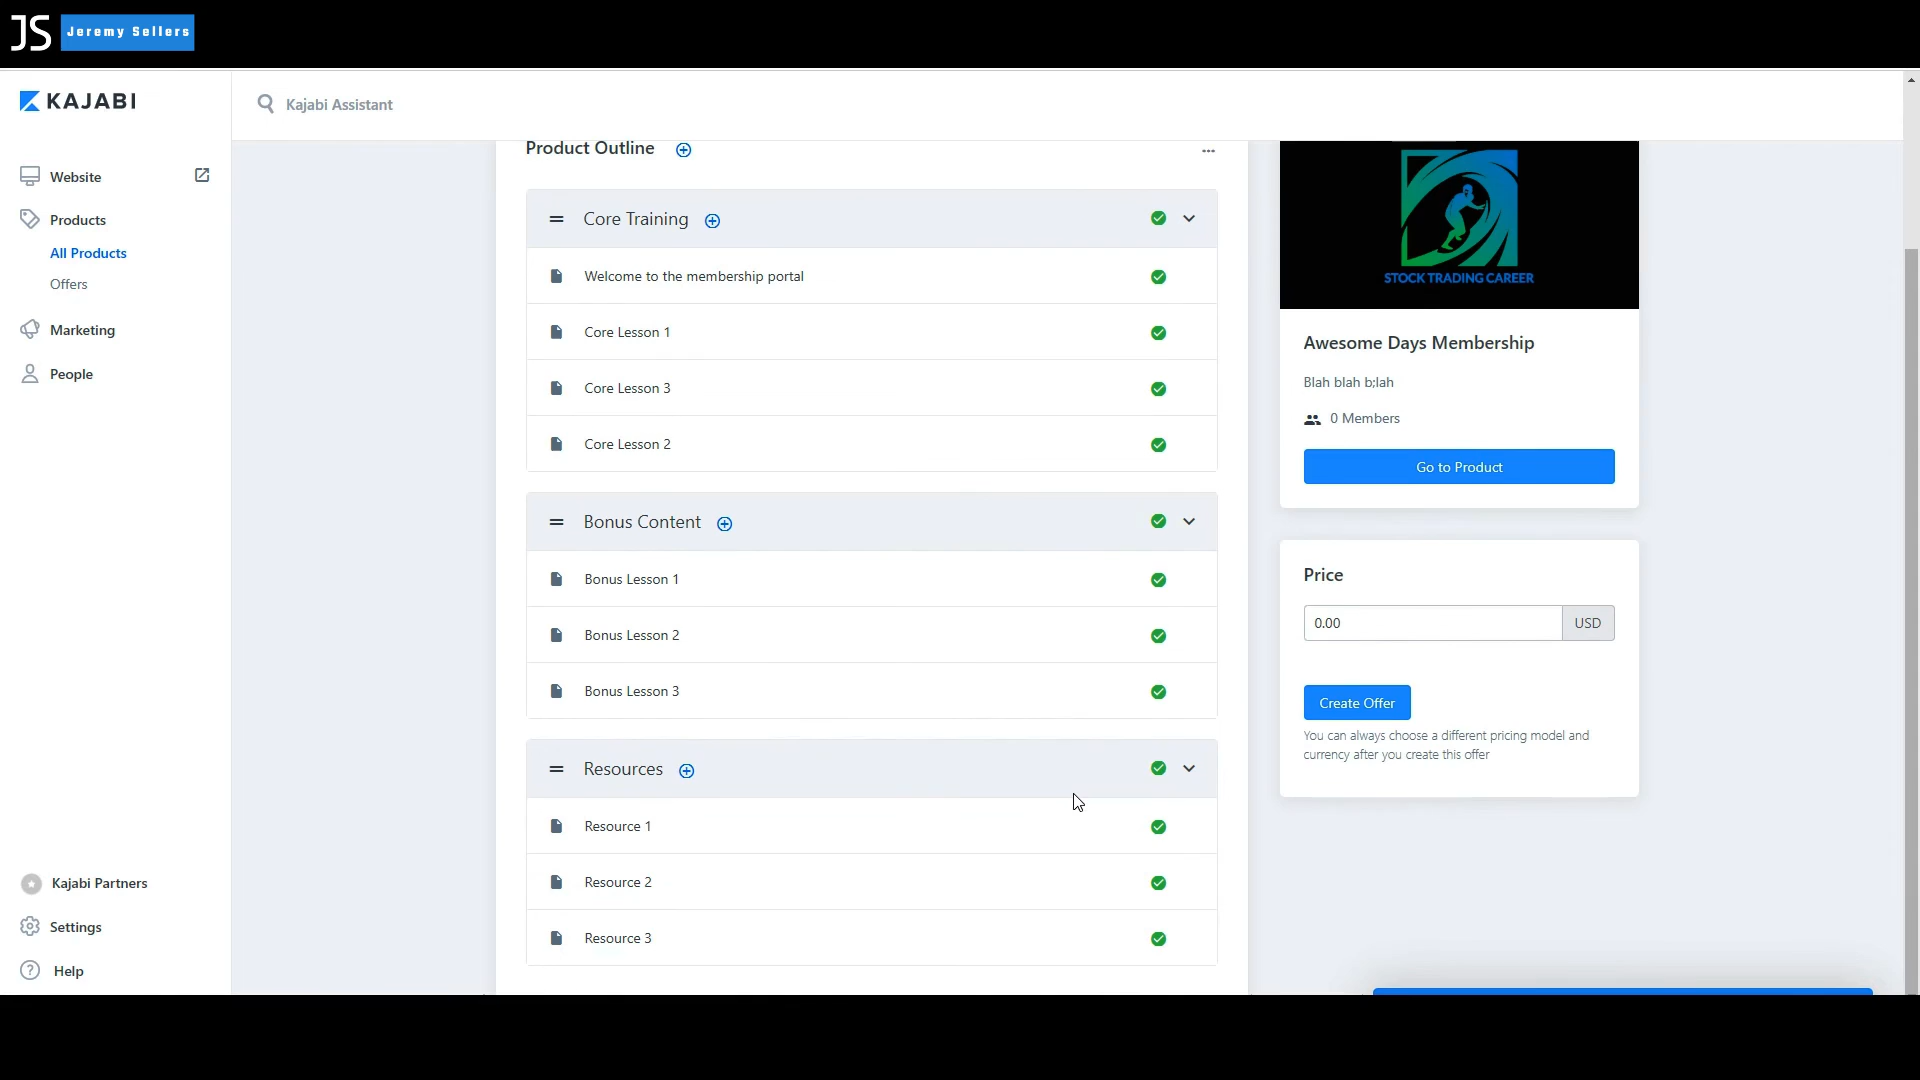 JS Jeremy Sellers
KAJABI
Kajabi Assistant
Website
Products
All Products
Offers
Marketing
People
Kajabi Partners
Settings
Help
Product Outline
Core Training
Welcome to the membership portal
Core Lesson 1
Core Lesson 3
Core Lesson 2
Bonus Content
Bonus Lesson 1
Bonus Lesson 2
Bonus Lesson 3
Resources
Resource 1
Resource 2
Resource 3
STOCK TRADING CAREER
Awesome Days Membership
Blah blah b;lah
0 Members
Go to Product
Price
0.00 USD
Create Offer
You can always choose a different pricing model and
currency after you create this offer